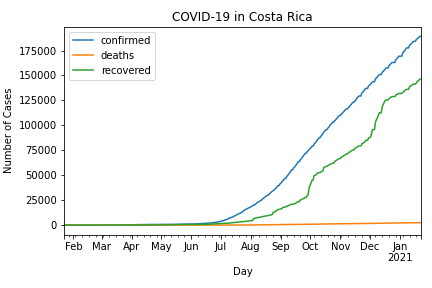 COVID-19 in Costa Rica
confirmed
deaths
recovered
Number of Cases
175000
150000
125000
100000
75000
50000
25000
0
Feb Mar Apr May Jun Jul Aug Sep Oct Nov Dec Jan
2021
Day